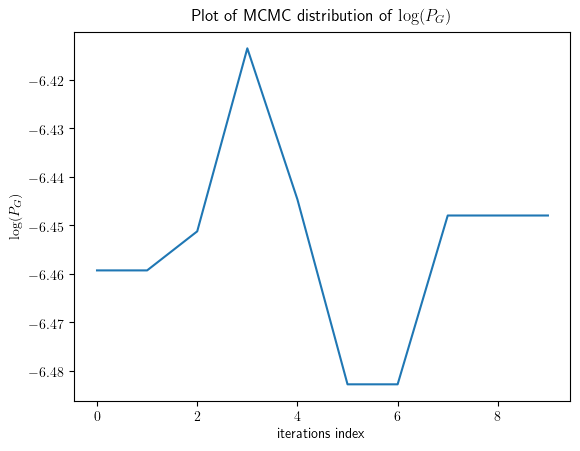 Plot of MCMC distribution of log(P_G)
−6.42
−6.43
−6.44
−6.45
−6.46
−6.47
−6.48
log(P_G)
0 2 4 6 8
iterations index